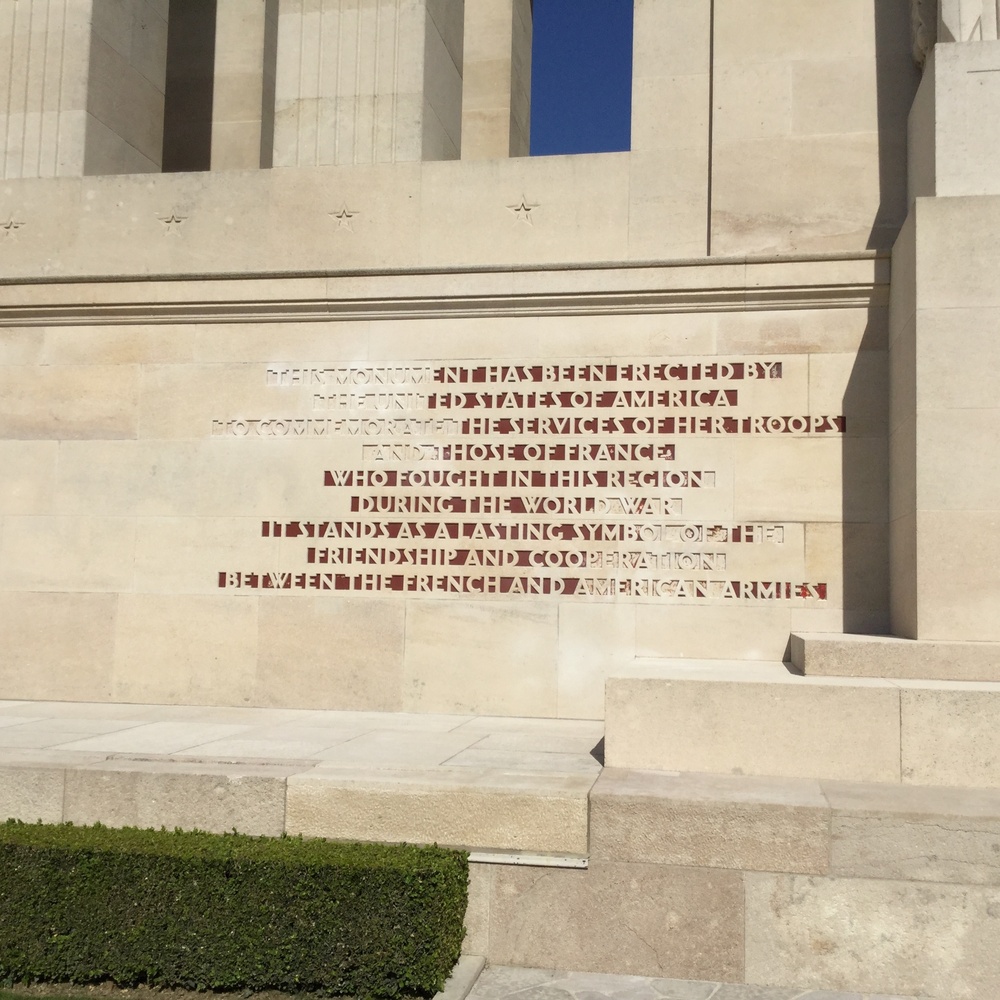 THIS MONUMENT HAS BEEN ERECTED BY
THE UNITED STATES OF AMERICA
TO COMMEMORATE THE SERVICES OF HER TROOPS
AND THOSE OF FRANCE
WHO FOUGHT IN THIS REGION
DURING THE WORLD WAR
IT STANDS AS A LASTING SYMBOL OF THE
FRIENDSHIP AND COOPERATION
BETWEEN THE FRENCH AND AMERICAN ARMIES